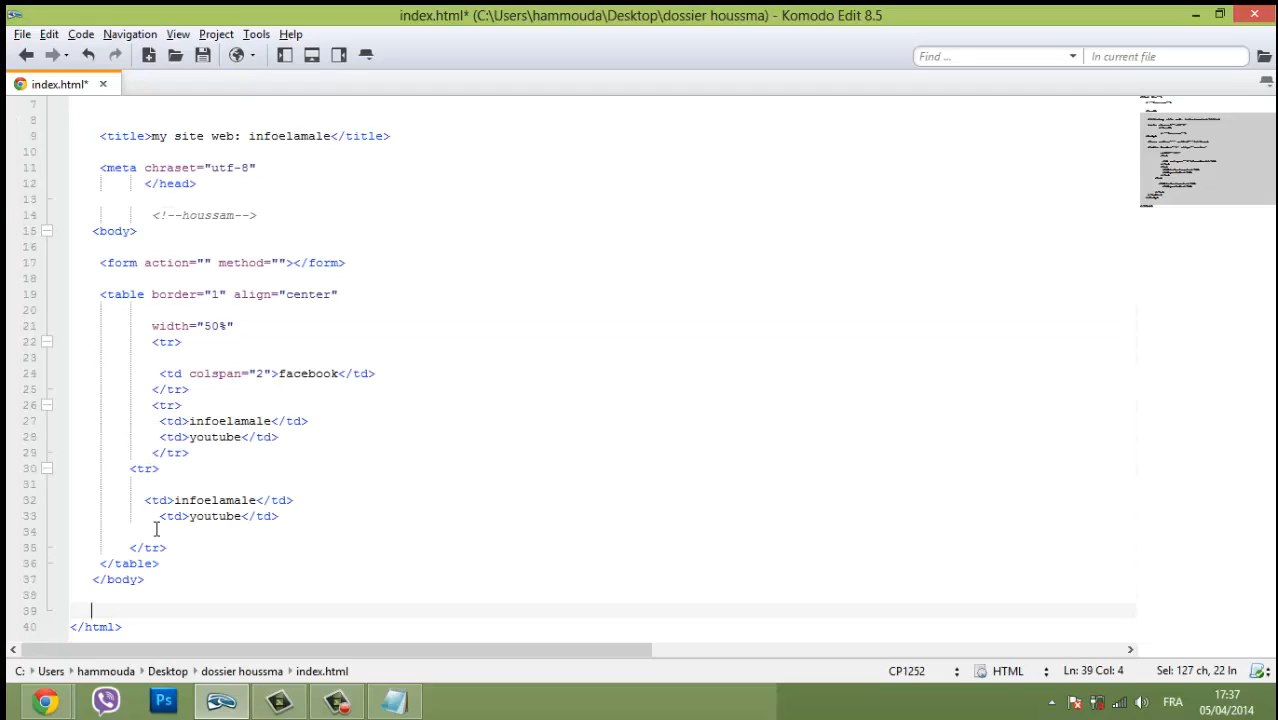 index.html* (C:\Users\hammouda\Desktop\dossier houssma) - Komodo Edit 8.5
File Edit Code Navigation View Project Tools Help
Find ...
In current file
index.html*
7
8
9 <title>my site web: infoelamale</title>
10
11 <meta chraset="utf-8"
12 </head>
13
14 <!--houssam-->
15 <body>
16
17 <form action="" method=""></form>
18
19 <table border="1" align="center"
20
21 width="50%"
22 <tr>
23
24 <td colspan="2">facebook</td>
25 </tr>
26 <tr>
27 <td>infoelamale</td>
28 <td>youtube</td>
29 </tr>
30 <tr>
31
32 <td>infoelamale</td>
33 <td>youtube</td>
34
35 </tr>
36 </table>
37 </body>
38
39
40 </html>
C: Users hammouda Desktop dossier houssma index.html CP1252 HTML Ln: 39 Col: 4 Sel: 127 ch, 22 ln
Ps
FRA
17:37
05/04/2014